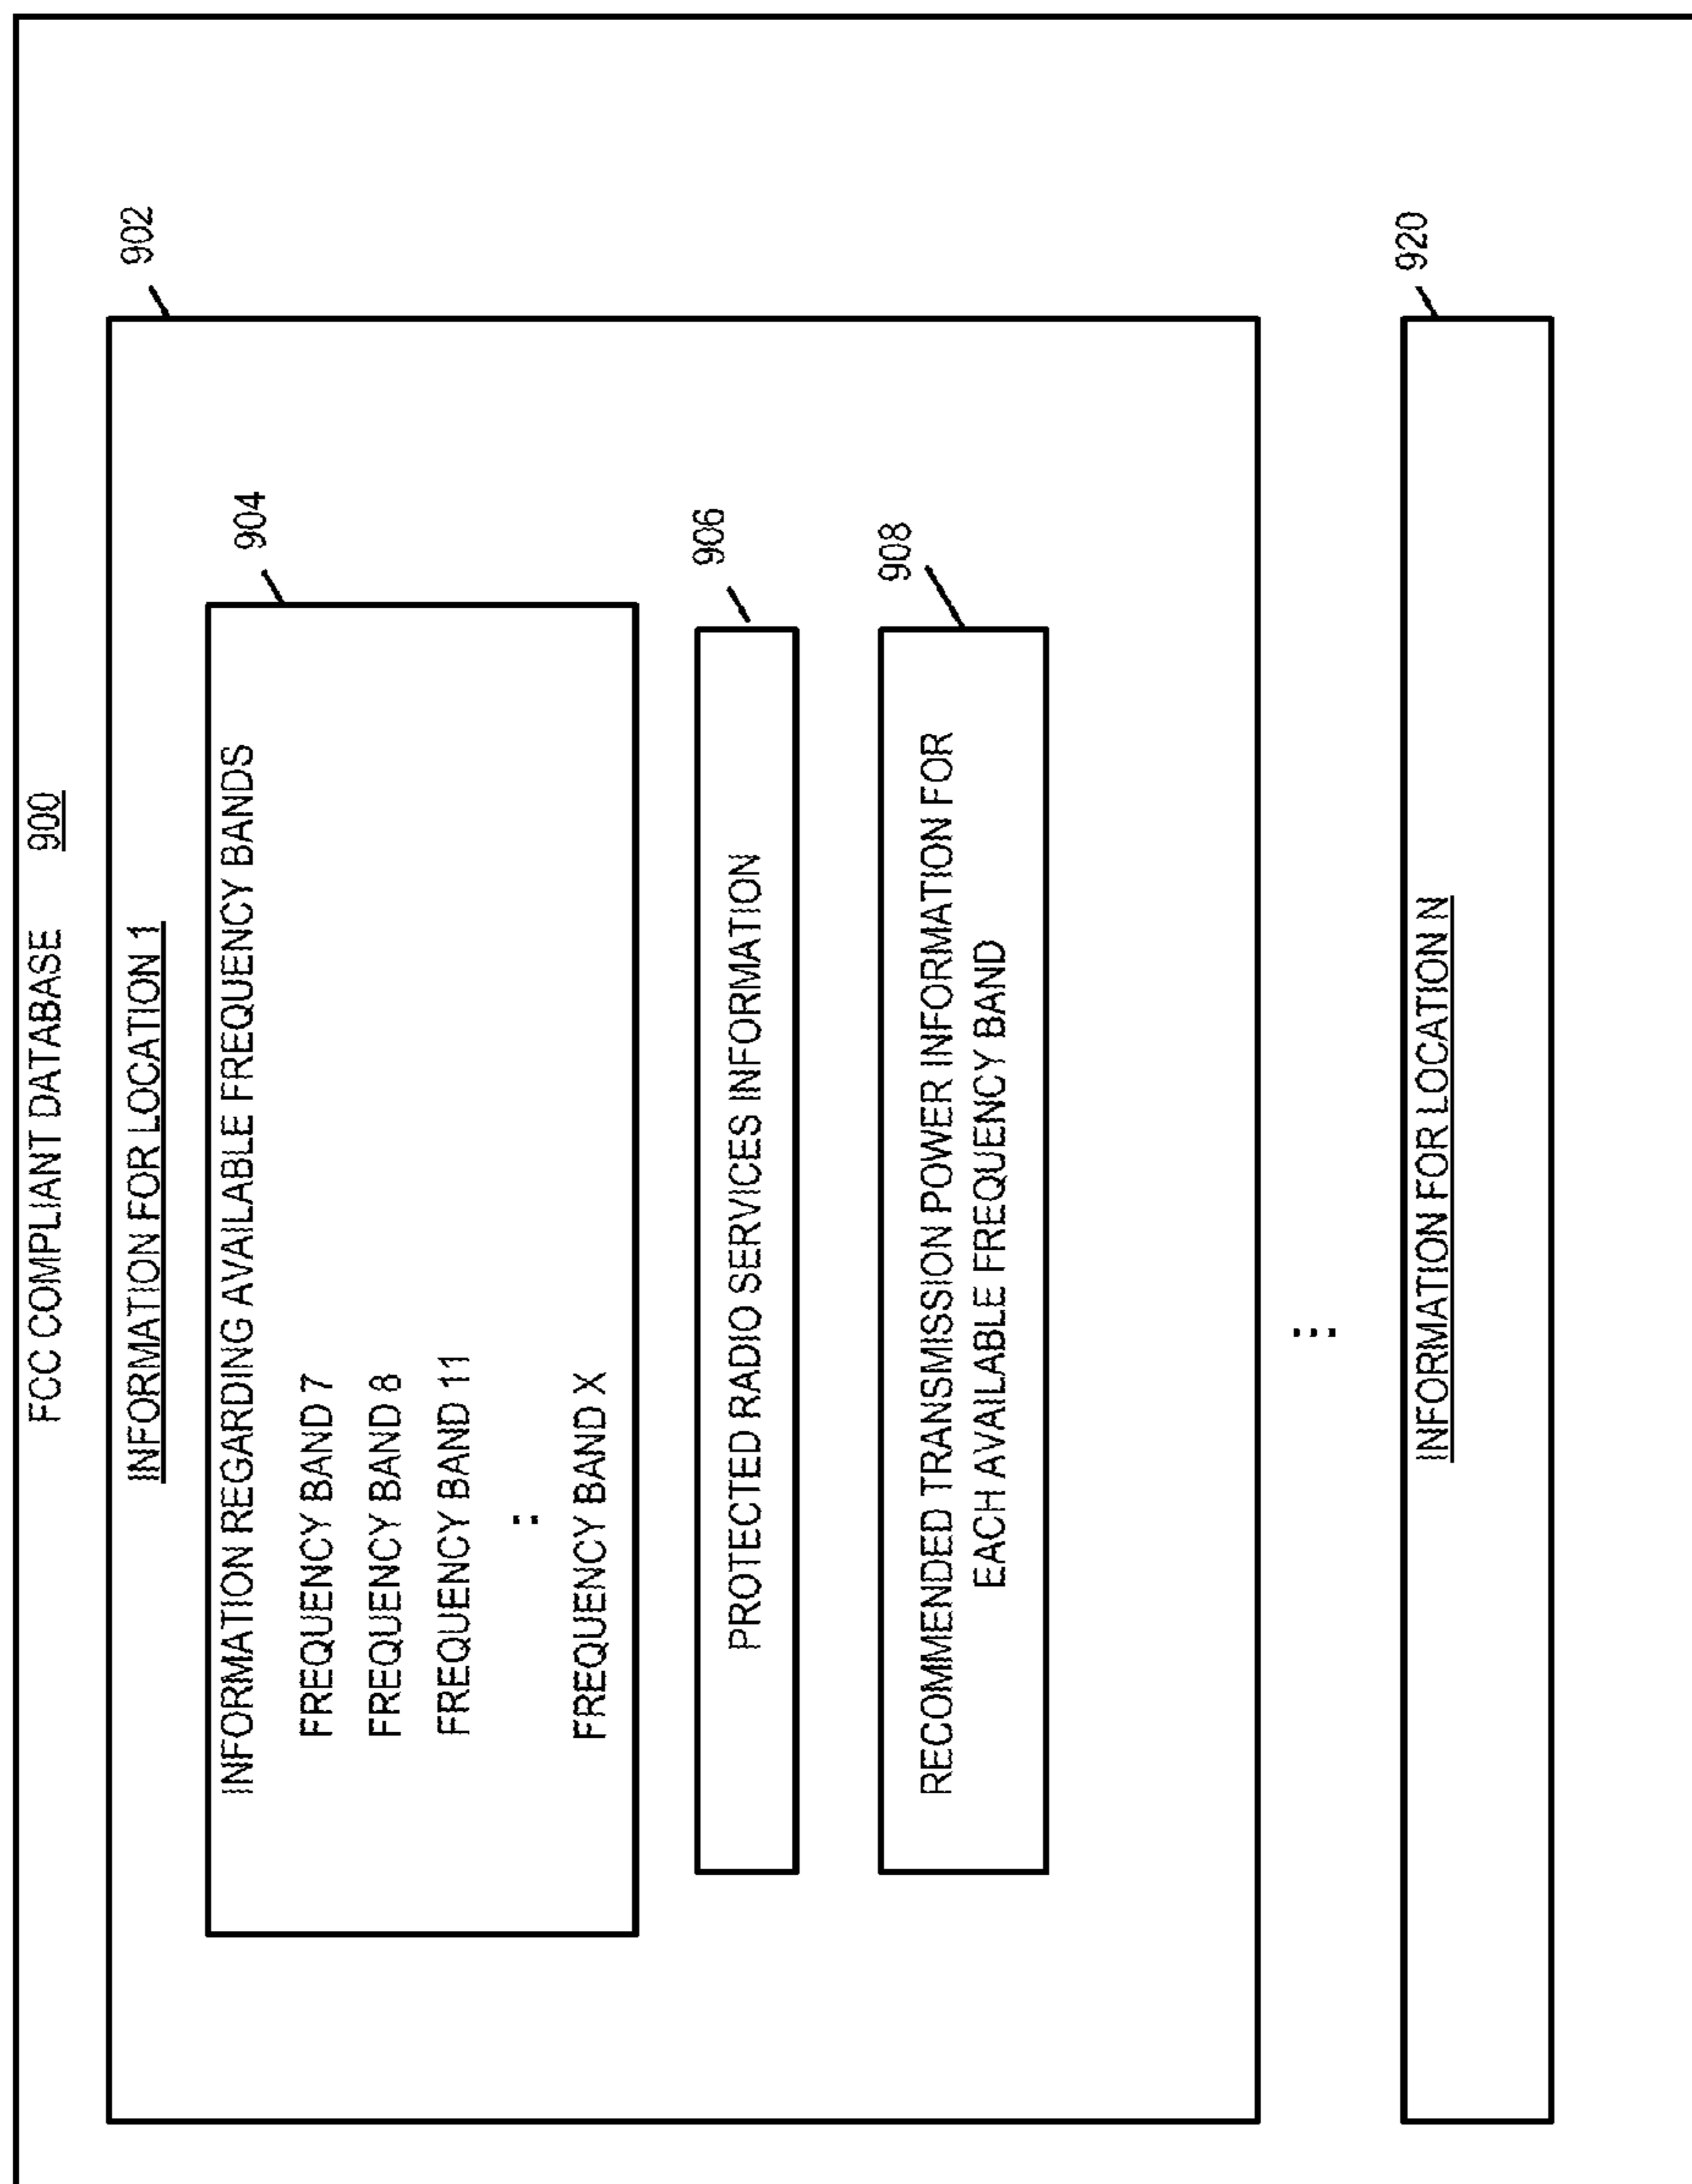 FCC COMPLIANT DATABASE 900
902
INFORMATION FOR LOCATION 1
904
INFORMATION REGARDING AVAILABLE FREQUENCY BANDS
FREQUENCY BAND 7
FREQUENCY BAND 8
FREQUENCY BAND 11
⋮
FREQUENCY BAND X
906
PROTECTED RADIO SERVICES INFORMATION
908
RECOMMENDED TRANSMISSION POWER INFORMATION FOR
EACH AVAILABLE FREQUENCY BAND
⋮
920
INFORMATION FOR LOCATION N